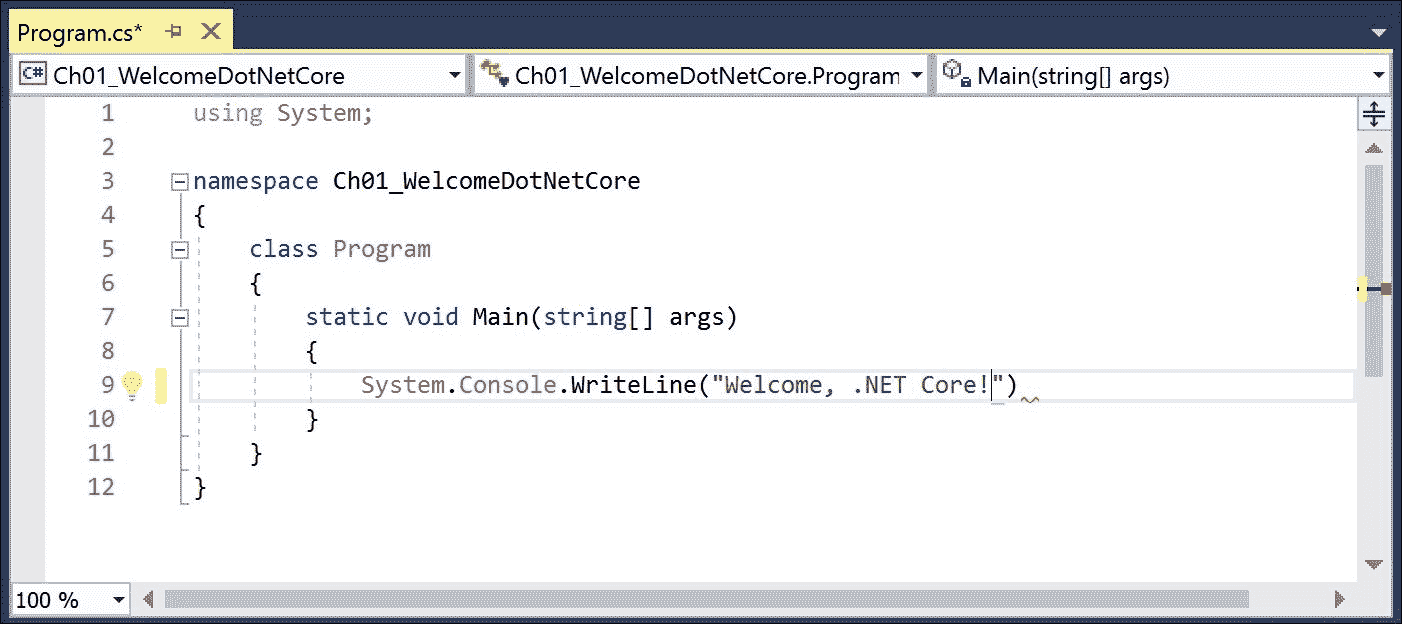 Program.cs*
C# Ch01_WelcomeDotNetCore Ch01_WelcomeDotNetCore.Program Main(string[] args)
1 using System;
2
3 namespace Ch01_WelcomeDotNetCore
4 {
5 class Program
6 {
7 static void Main(string[] args)
8 {
9 System.Console.WriteLine("Welcome, .NET Core!")
10 }
11 }
12 }
100 %